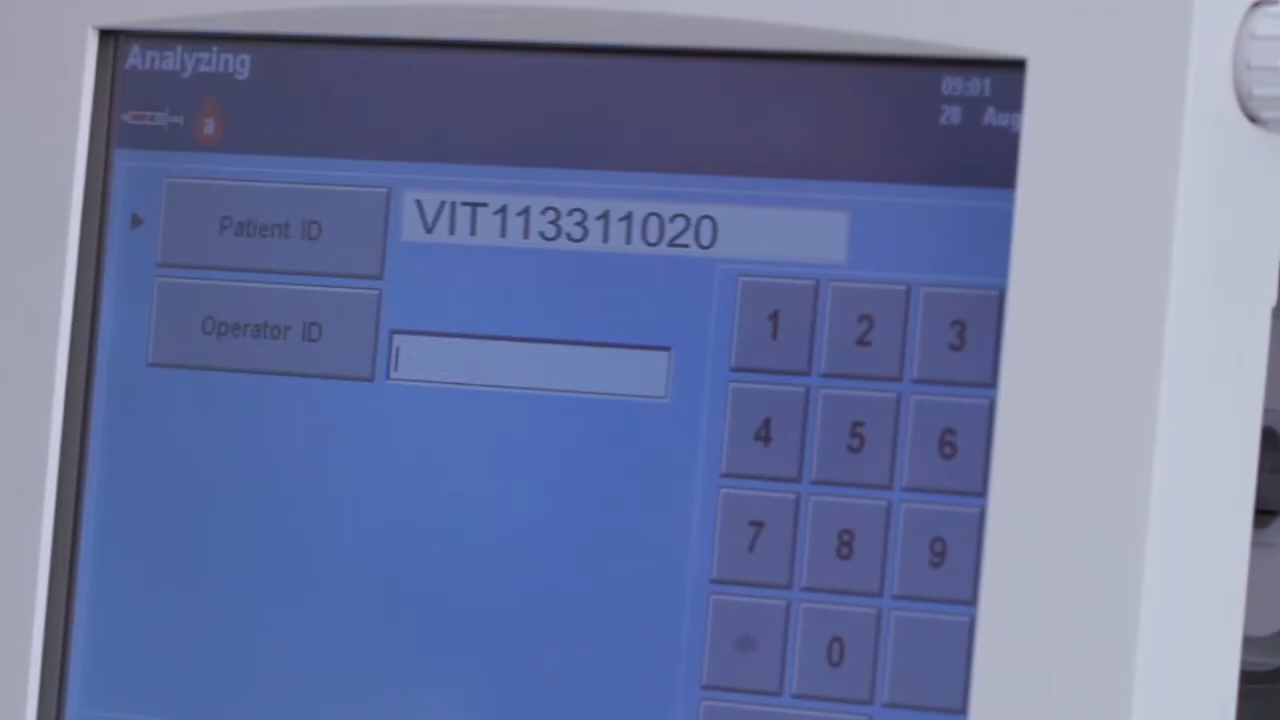 Analyzing
09:01
a
28 Aug
Patient ID
VIT113311020
Operator ID
1 2 3
4 5 6
7 8 9
0